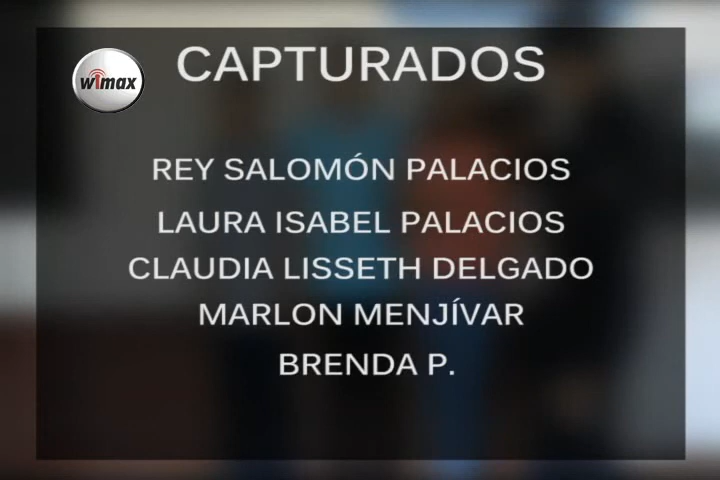 CAPTURADOS
wimax
REY SALOMÓN PALACIOS
LAURA ISABEL PALACIOS
CLAUDIA LISSETH DELGADO
MARLON MENJÍVAR
BRENDA P.